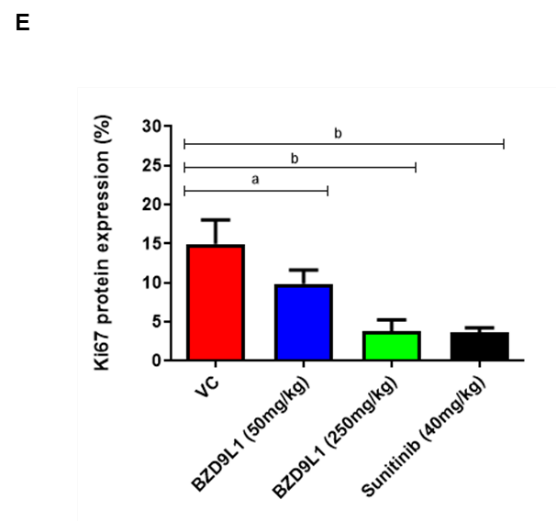 E
Ki67 protein expression (%)
30
25
20
15
10
5
0
b
b
a
VC
BZD9L1 (50mg/kg)
BZD9L1 (250mg/kg)
Sunitinib (40mg/kg)